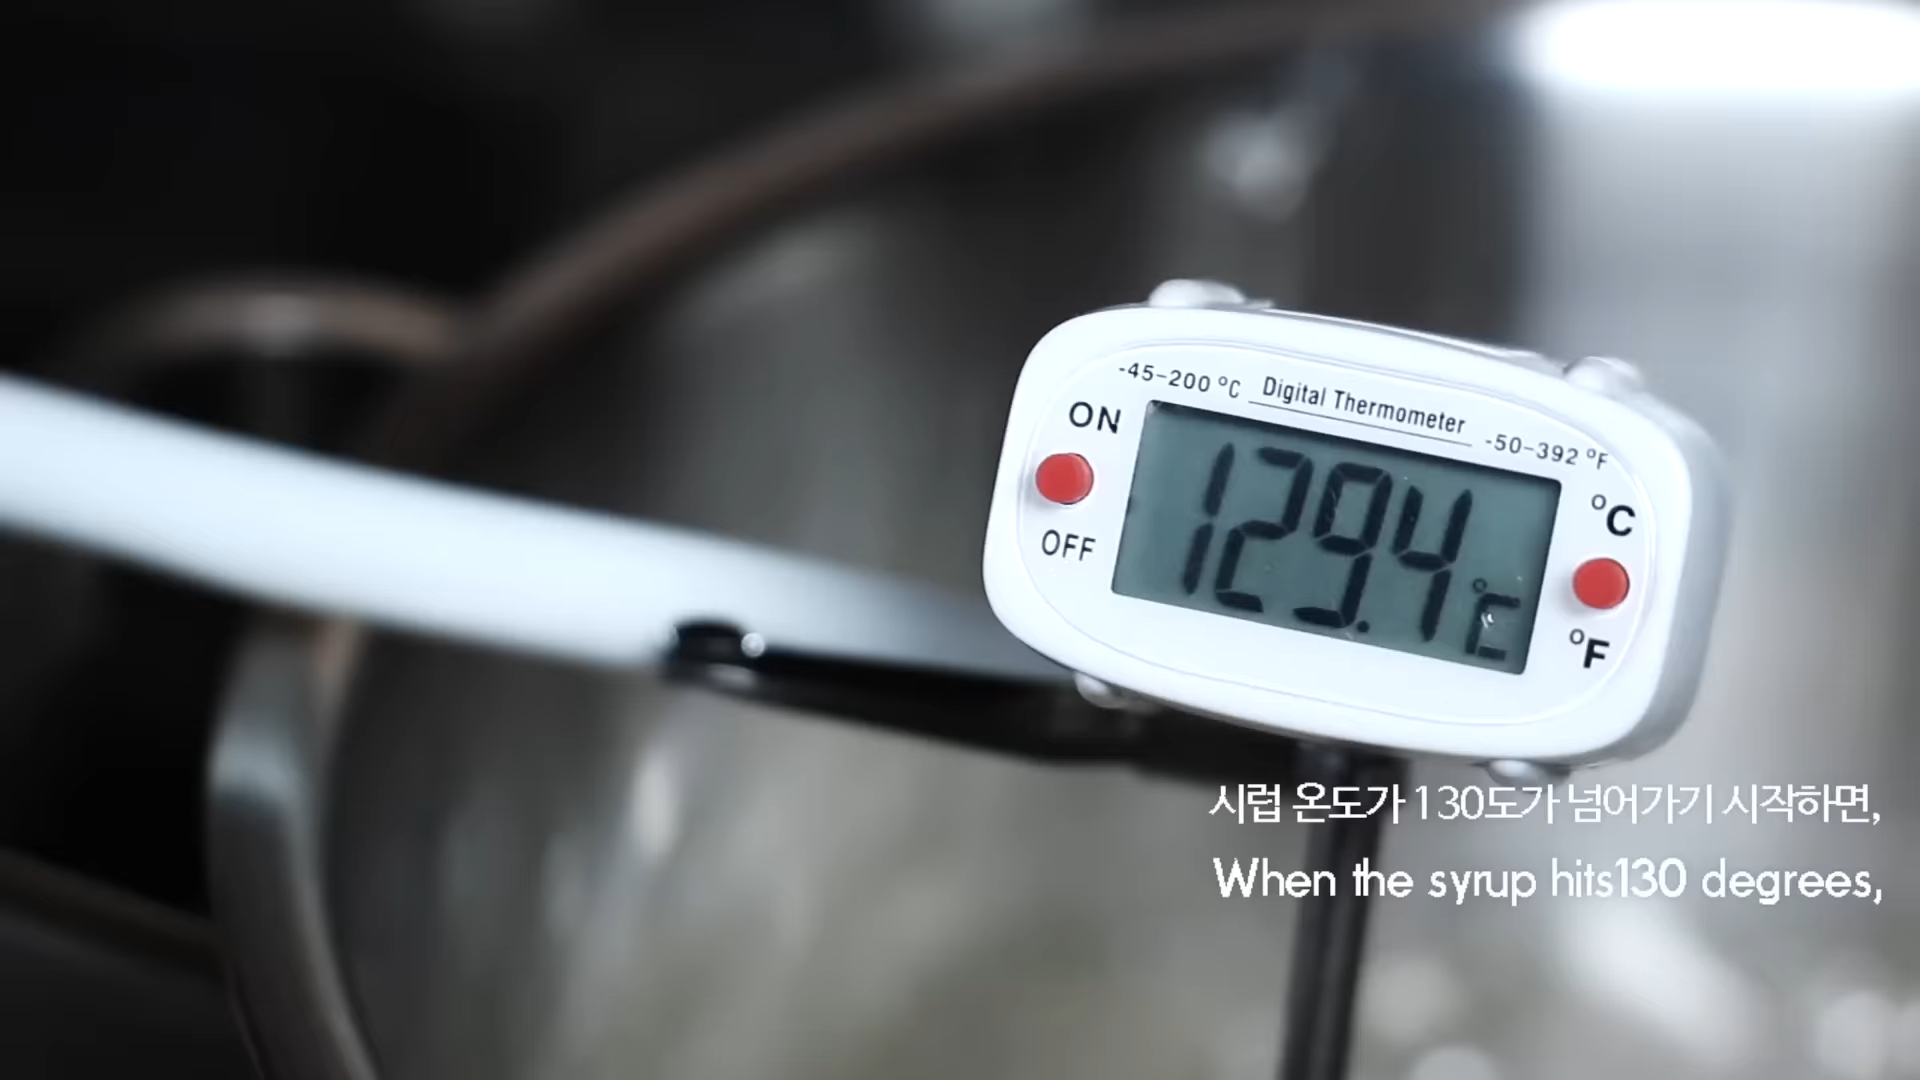 -45-200 °C Digital Thermometer -50-392 °F
ON
OFF
129.4 °C
°C
°F
시럽 온도가 130도가 넘어가기 시작하면,
When the syrup hits130 degrees,